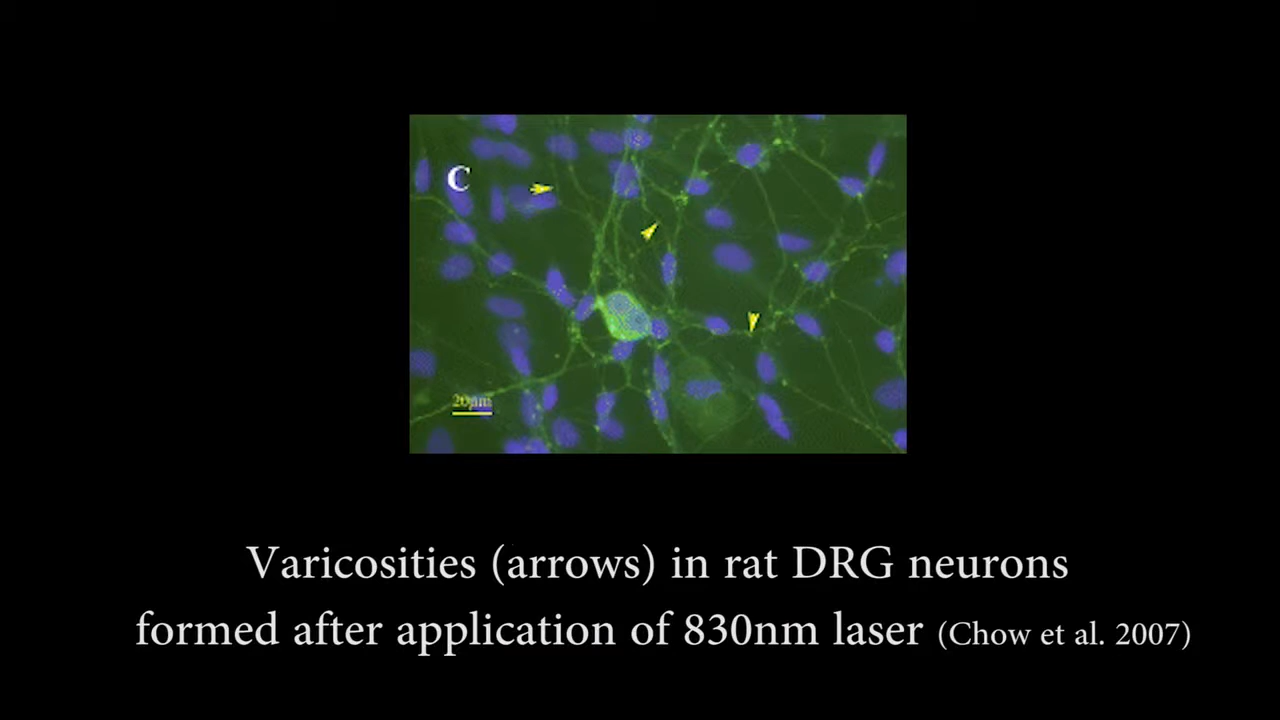 C
20μm
Varicosities (arrows) in rat DRG neurons
formed after application of 830nm laser (Chow et al. 2007)